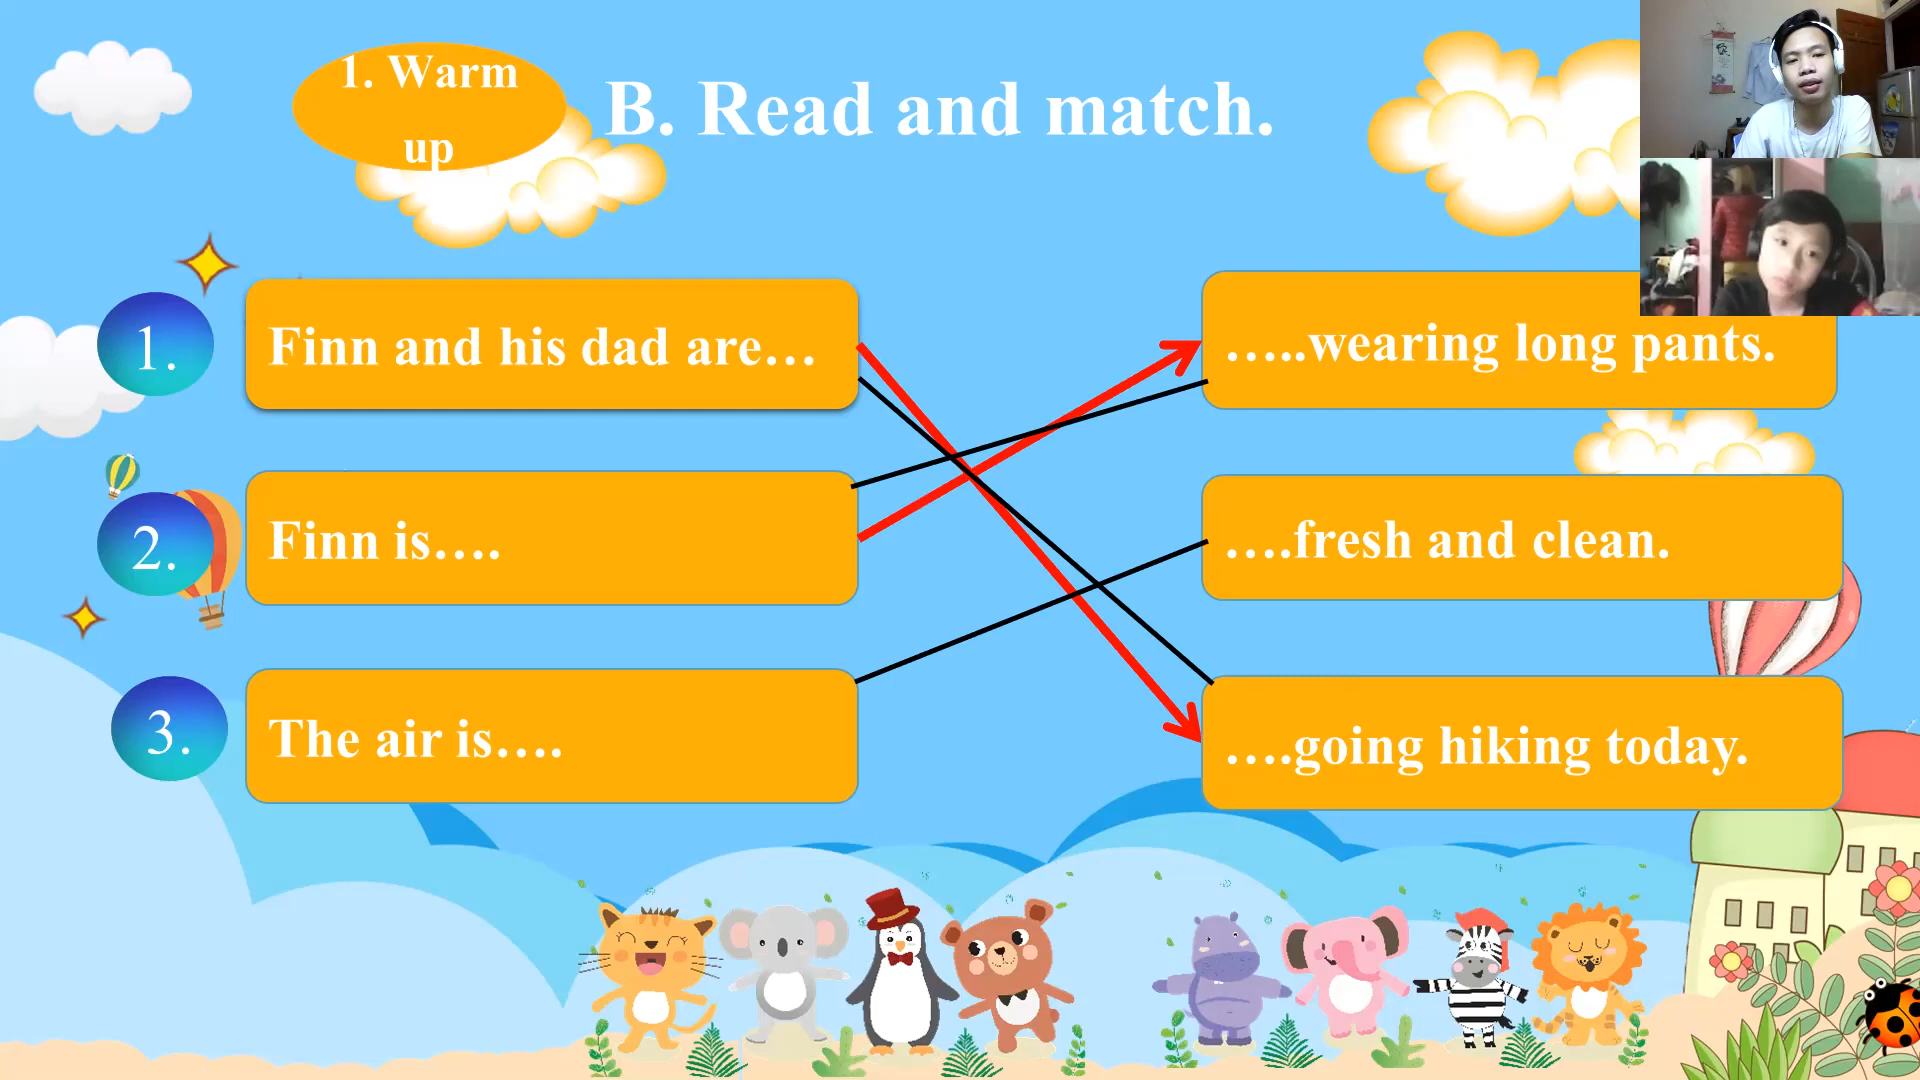 1. Warm
up
B. Read and match.
1.
Finn and his dad are…
…..wearing long pants.
2.
Finn is….
….fresh and clean.
3.
The air is….
….going hiking today.